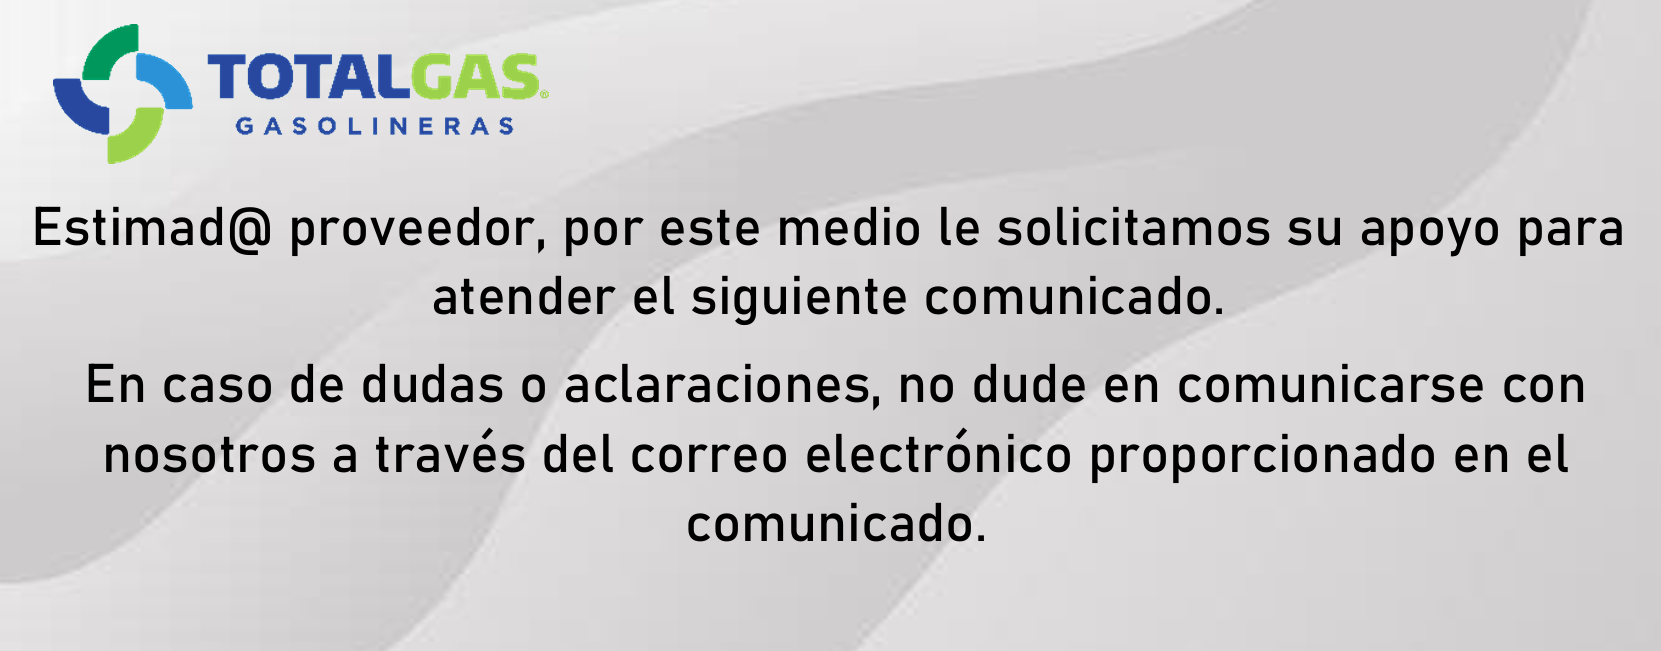 TOTALGAS®
GASOLINERAS
Estimad@ proveedor, por este medio le solicitamos su apoyo para
atender el siguiente comunicado.
En caso de dudas o aclaraciones, no dude en comunicarse con
nosotros a través del correo electrónico proporcionado en el
comunicado.